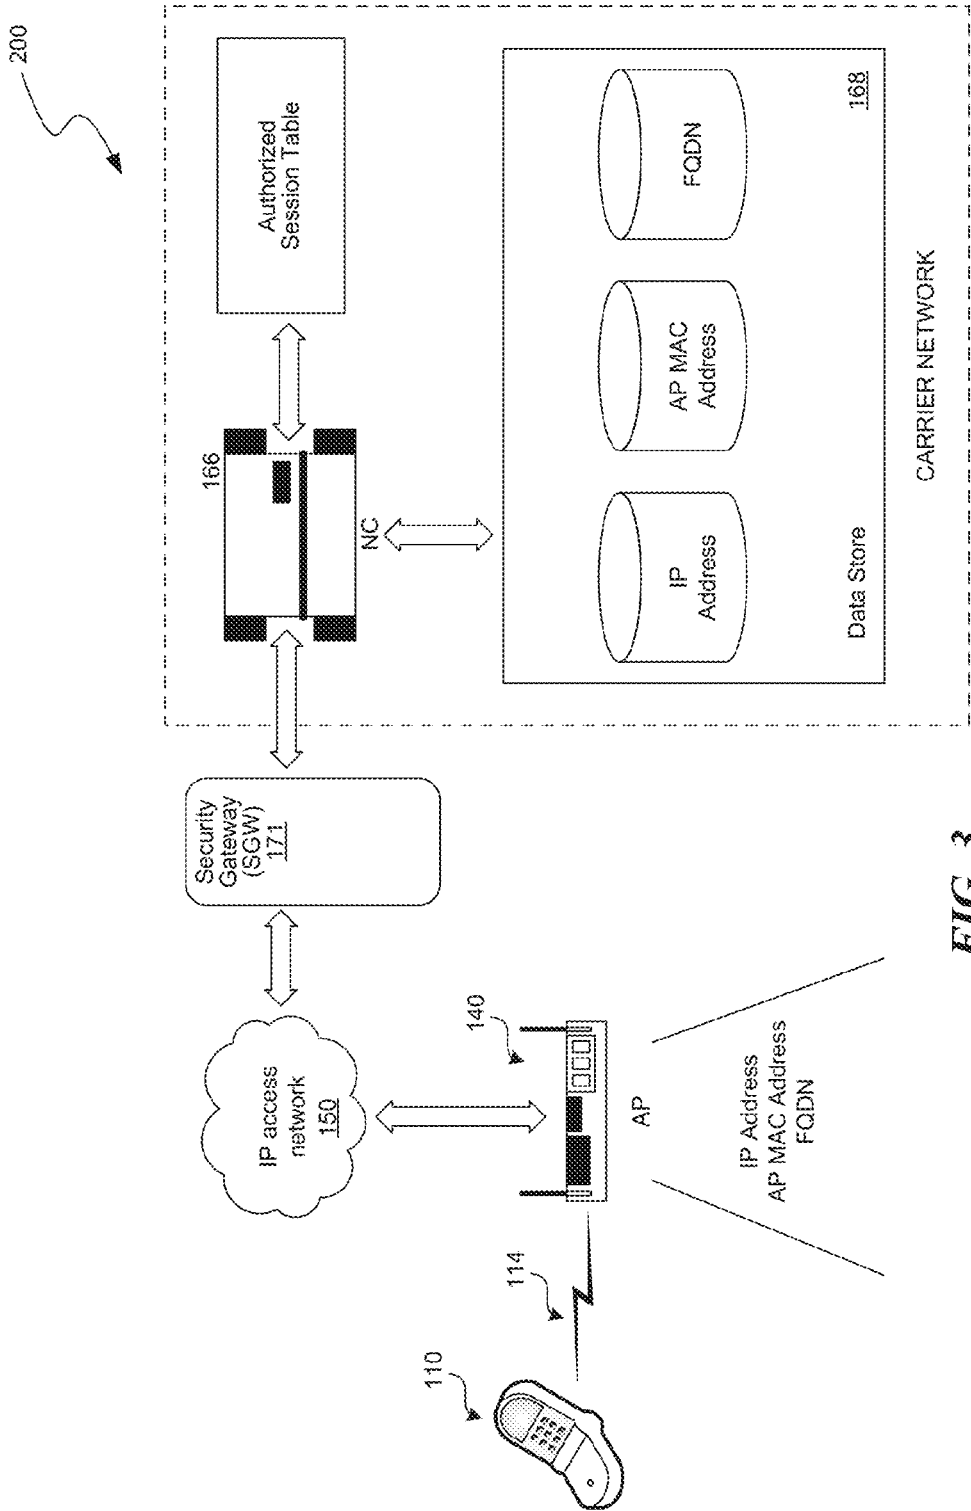 200
Authorized
Session Table
166
NC
IP
Address
AP MAC
Address
FQDN
Data Store
168
CARRIER NETWORK
Security
Gateway
(SGW)
171
IP access
network
150
140
AP
IP Address
AP MAC Address
FQDN
114
110
FIG.